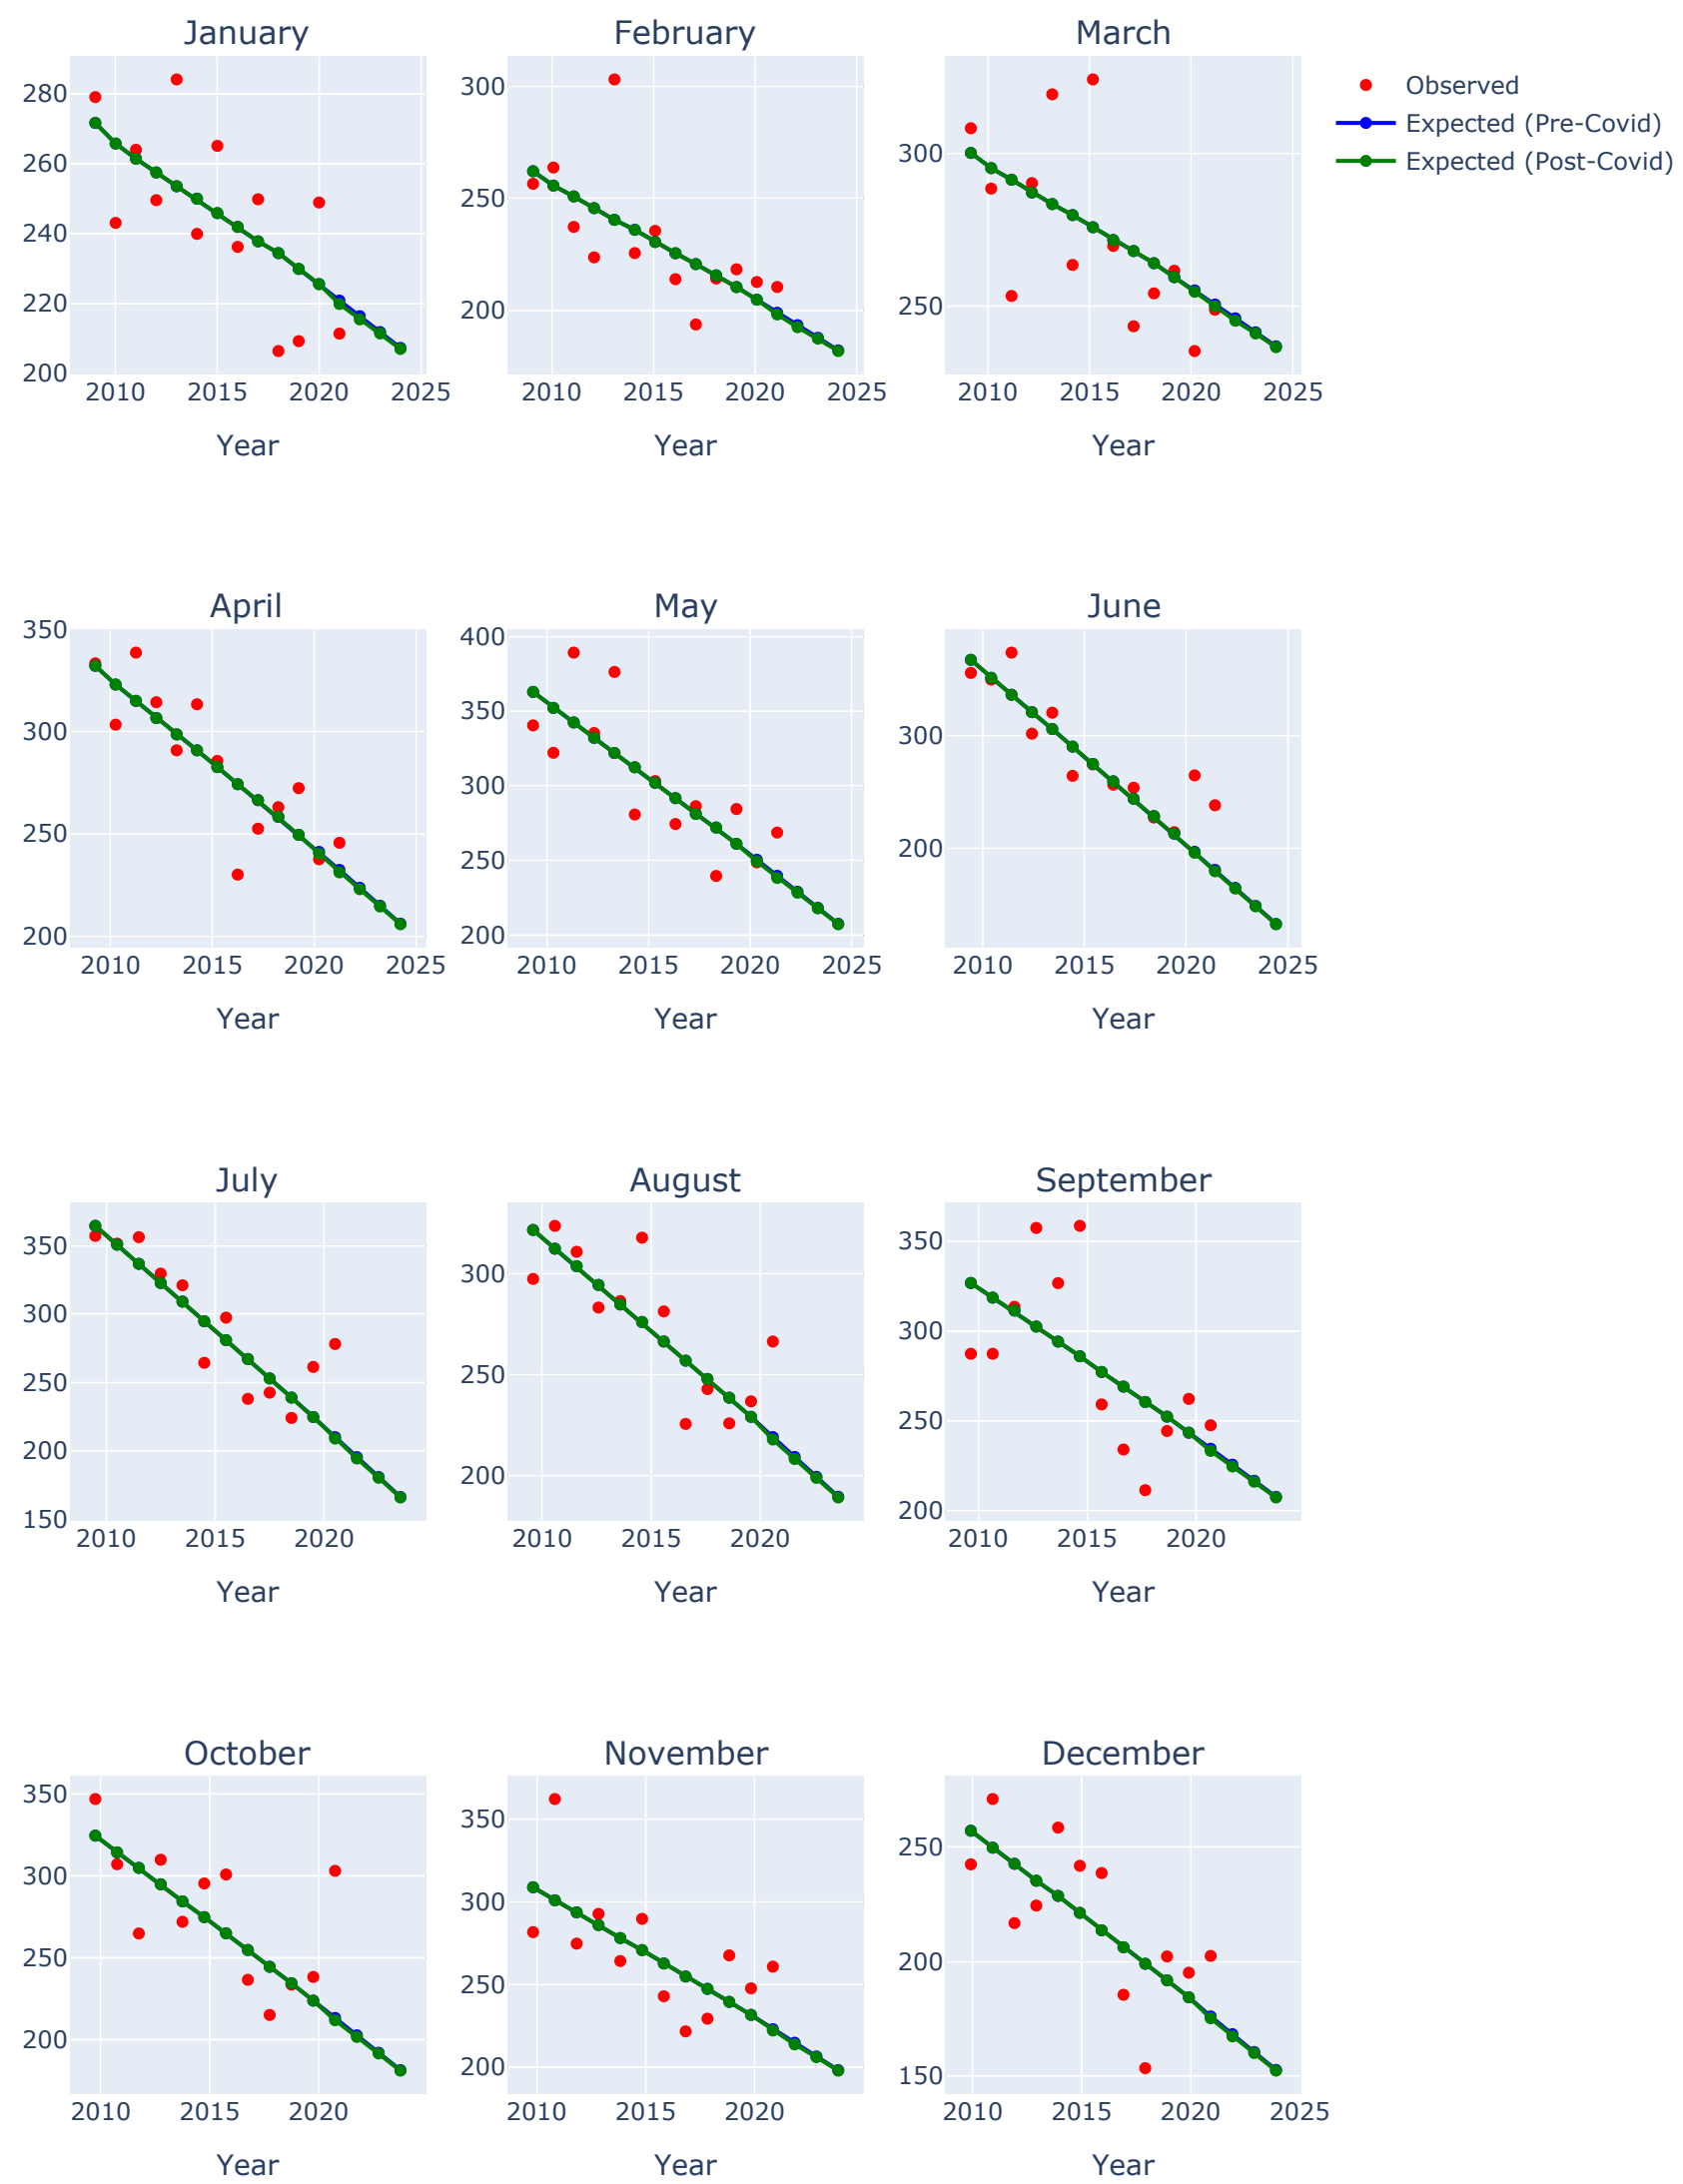 January
February
March
Observed
Expected (Pre-Covid)
Expected (Post-Covid)
280
260
240
220
200
300
250
200
300
250
2010 2015 2020 2025
2010 2015 2020 2025
2010 2015 2020 2025
Year
Year
Year
April
May
June
350
300
250
200
400
350
300
250
200
300
200
2010 2015 2020 2025
2010 2015 2020 2025
2010 2015 2020 2025
Year
Year
Year
July
August
September
350
300
250
200
150
300
250
200
350
300
250
200
2010 2015 2020
2010 2015 2020
2010 2015 2020
Year
Year
Year
October
November
December
350
300
250
200
350
300
250
200
250
200
150
2010 2015 2020
2010 2015 2020
2010 2015 2020 2025
Year
Year
Year